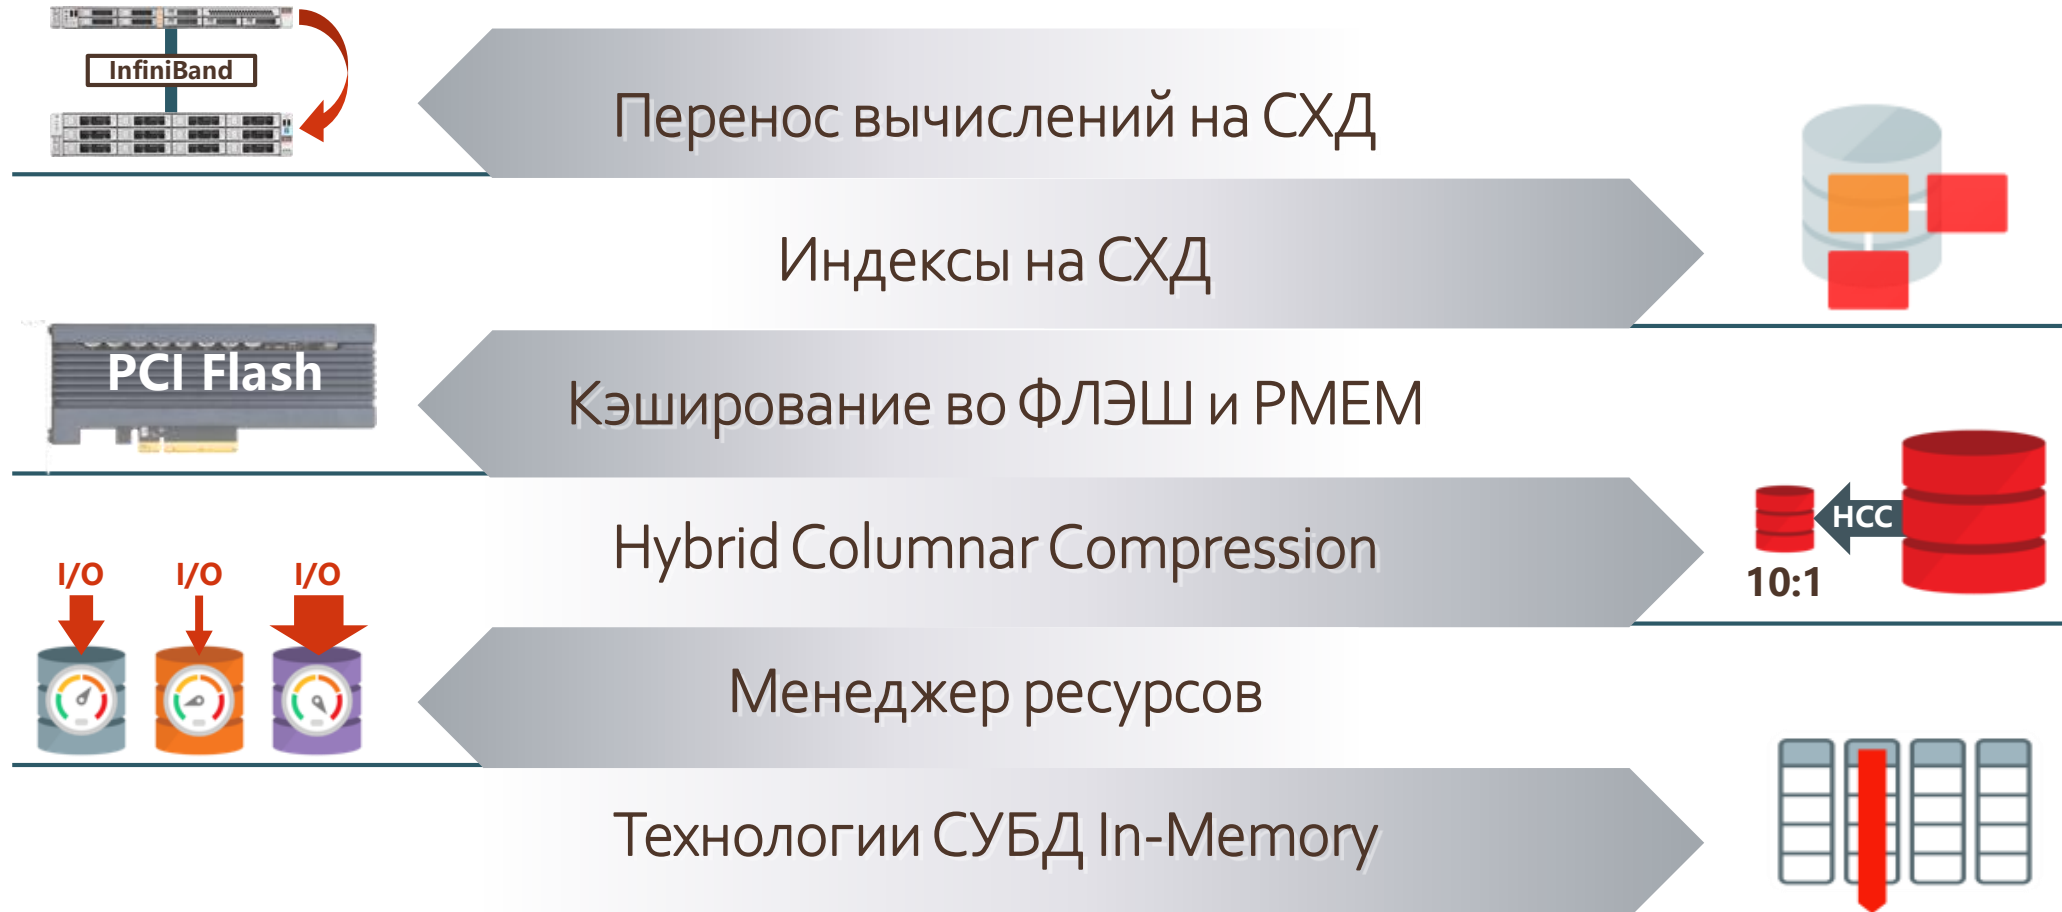 InfiniBand
Перенос вычислений на СХД
Индексы на СХД
PCI Flash
Кэширование во ФЛЭШ и PMEM
Hybrid Columnar Compression
HCC
10:1
I/O I/O I/O
Менеджер ресурсов
Технологии СУБД In-Memory